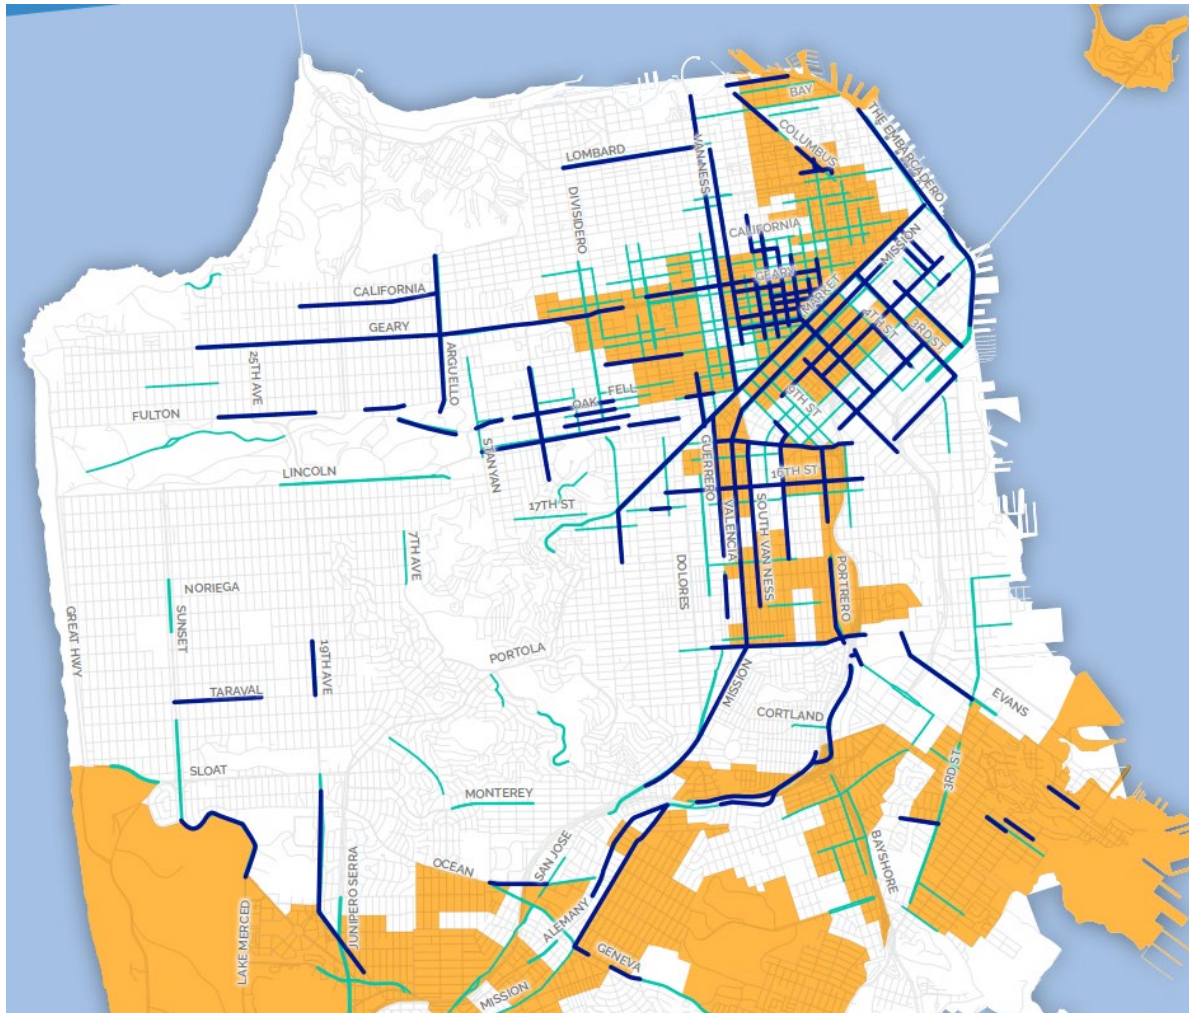 BAY
THE EMBARCADERO
COLUMBUS
LOMBARD
VAN NESS
DIVISIDERO
CALIFORNIA
MISSION
GEARY
CALIFORNIA
MARKET
GEARY
4TH ST
3RD ST
25TH AVE
ARGUELLO
FELL
OAK
9TH ST
FULTON
STANYAN
GUERRERO
LINCOLN
16TH ST
17TH ST
VALENCIA
SOUTH VAN NESS
7TH AVE
DOLORES
PORTRERO
NORIEGA
SUNSET
GREAT HWY
19TH AVE
PORTOLA
MISSION
TARAVAL
EVANS
CORTLAND
SLOAT
3RD ST
MONTEREY
SAN JOSE
BAYSHORE
OCEAN
JUNIPERO SERRA
ALEMANY
LAKE MERCED
GENEVA
MISSION